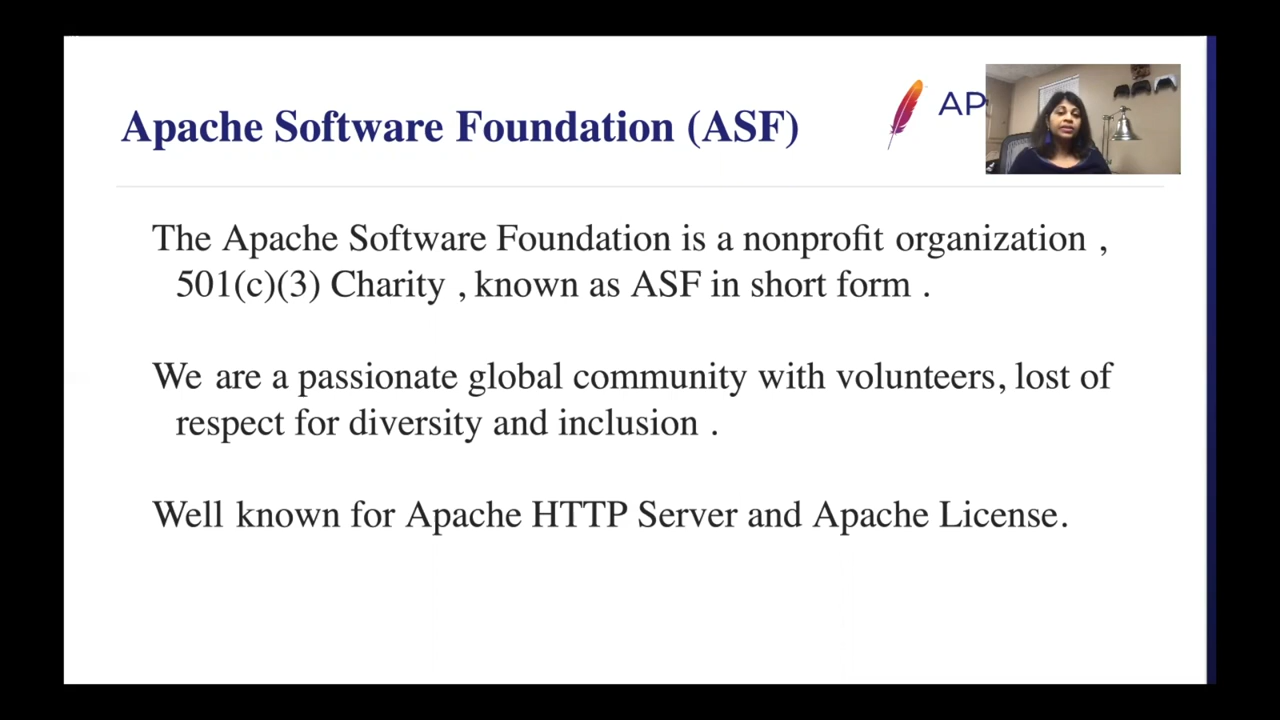 Apache Software Foundation (ASF)
AP
The Apache Software Foundation is a nonprofit organization ,
501(c)(3) Charity , known as ASF in short form .
We are a passionate global community with volunteers, lost of
respect for diversity and inclusion .
Well known for Apache HTTP Server and Apache License.